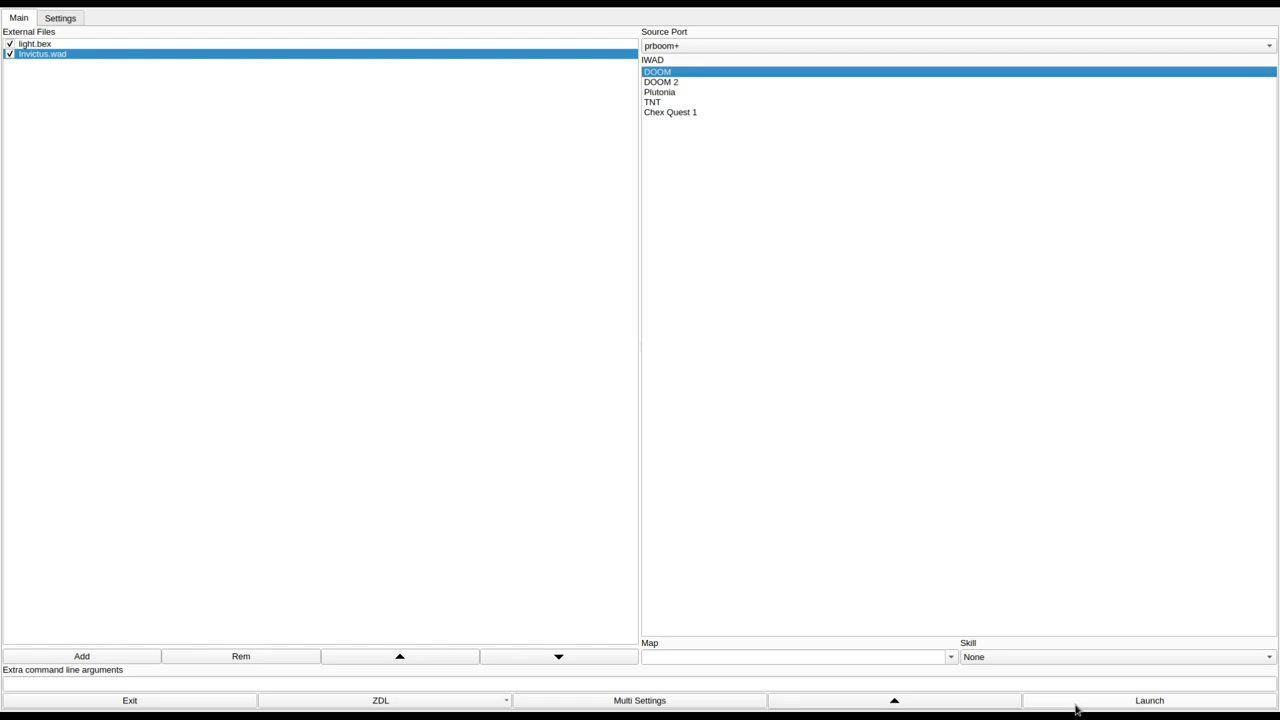 Main Settings
External Files
light.bex
Invictus.wad
Source Port
prboom+
IWAD
DOOM
DOOM 2
Plutonia
TNT
Chex Quest 1
Map Skill
None
Add Rem
Extra command line arguments
Exit ZDL Multi Settings Launch